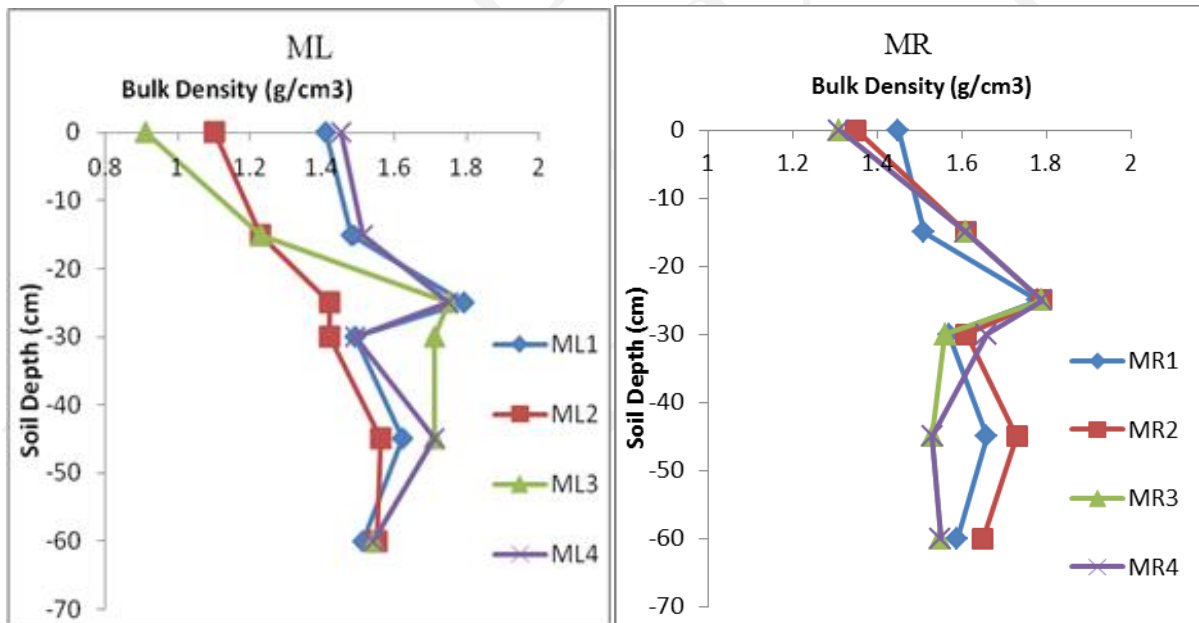 ML
Bulk Density (g/cm3)
0.8 1 1.2 1.4 1.6 1.8 2
0
-10
-20
-30
-40
-50
-60
-70
Soil Depth (cm)
ML1
ML2
ML3
ML4
MR
Bulk Density (g/cm3)
1 1.2 1.4 1.6 1.8 2
0
-10
-20
-30
-40
-50
-60
-70
Soil Depth (cm)
MR1
MR2
MR3
MR4